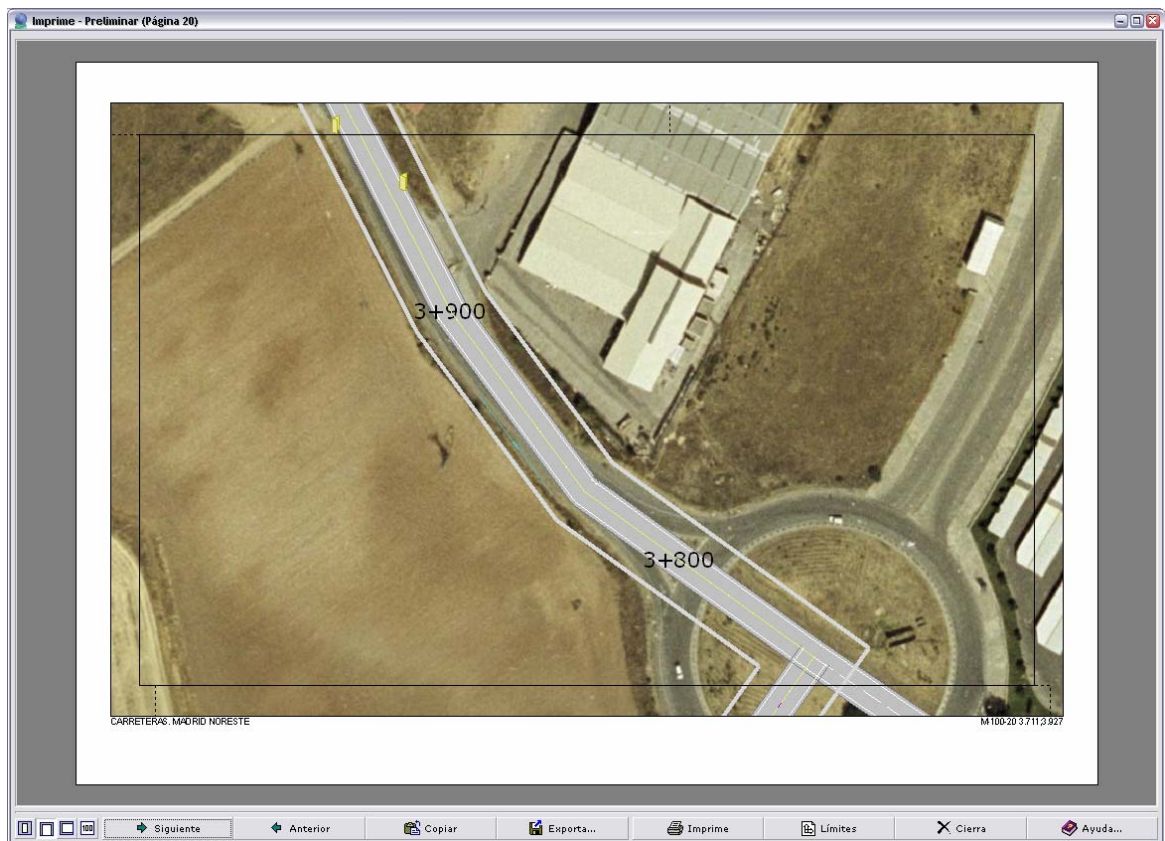 Imprime - Preliminar (Página 20)
3+900
3+800
CARRETERAS. MADRID NORESTE
M-100-20 3.711;3.927
100
Siguiente
Anterior
Copiar
Exporta...
Imprime
Límites
Cierra
Ayuda...